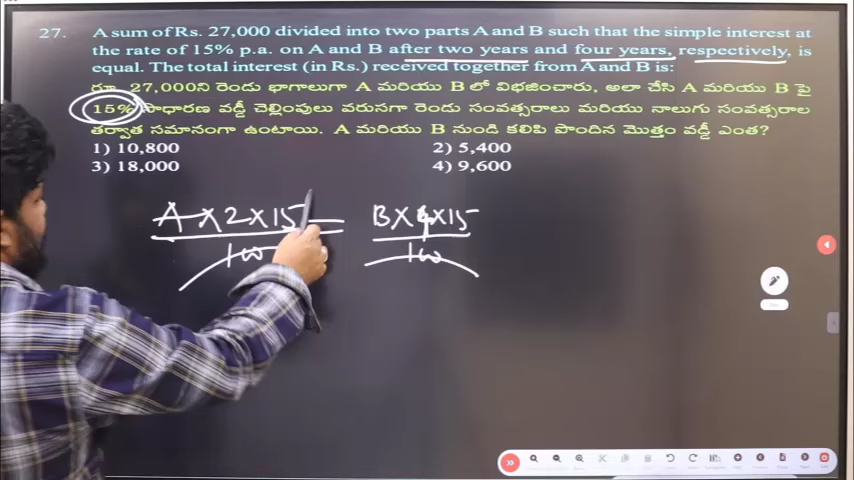 27. A sum of Rs. 27,000 divided into two parts A and B such that the simple interest at
the rate of 15% p.a. on A and B after two years and four years, respectively, is
equal. The total interest (in Rs.) received together from A and B is:
రూ. 27,000ని రెండు భాగాలుగా A మరియు B లో విభజించారు, అలా చేసి A మరియు B పై
15% సాధారణ వడ్డీ చెల్లింపులు వరుసగా రెండు సంవత్సరాలు మరియు నాలుగు సంవత్సరాల
తర్వాత సమానంగా ఉంటాయి. A మరియు B నుండి కలిపి పొందిన మొత్తం వడ్డీ ఎంత?
1) 10,800 2) 5,400
3) 18,000 4) 9,600
A×2×15 B×4×15
100 100